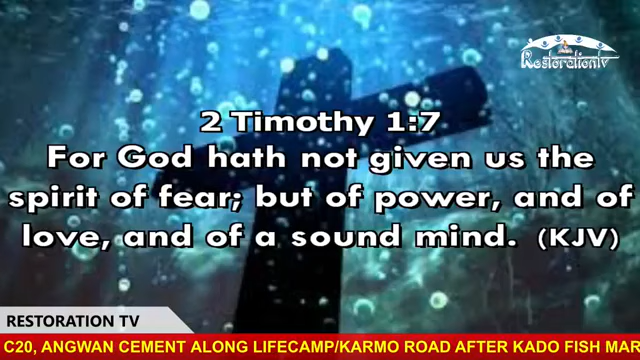 Restorationtv
2 Timothy 1:7
For God hath not given us the
spirit of fear; but of power, and of
love, and of a sound mind. (KJV)
RESTORATION TV
C20, ANGWAN CEMENT ALONG LIFECAMP/KARMO ROAD AFTER KADO FISH MAR